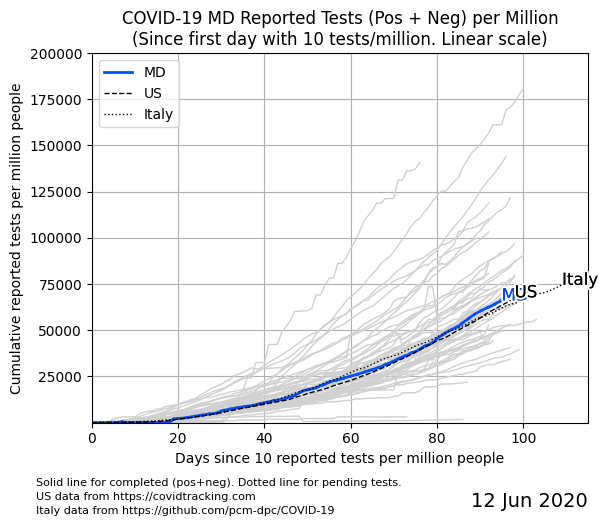 COVID-19 MD Reported Tests (Pos + Neg) per Million
(Since first day with 10 tests/million. Linear scale)
Cumulative reported tests per million people
200000
175000
150000
125000
100000
75000
50000
25000
MD
US
Italy
Italy
MD
US
0
20
40
60
80
100
Days since 10 reported tests per million people
Solid line for completed (pos+neg). Dotted line for pending tests.
US data from https://covidtracking.com
Italy data from https://github.com/pcm-dpc/COVID-19
12 Jun 2020